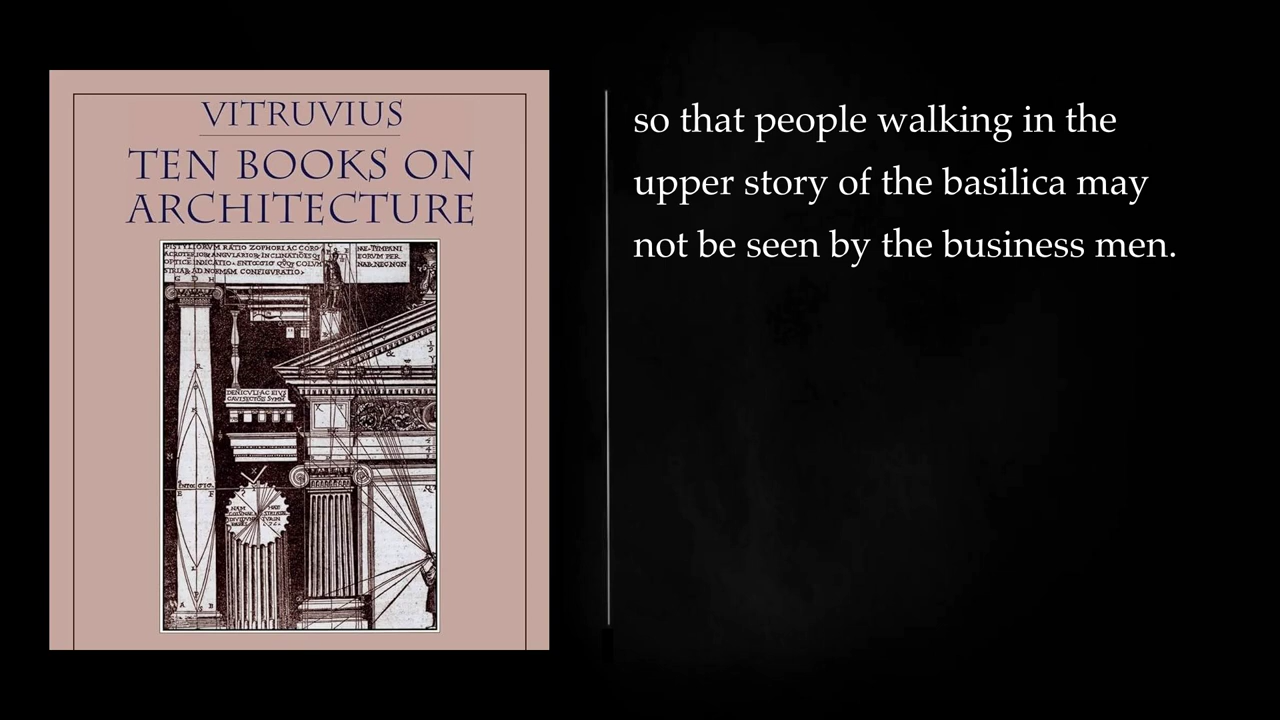 VITRUVIUS
TEN BOOKS ON
ARCHITECTURE
so that people walking in the
upper story of the basilica may
not be seen by the business men.